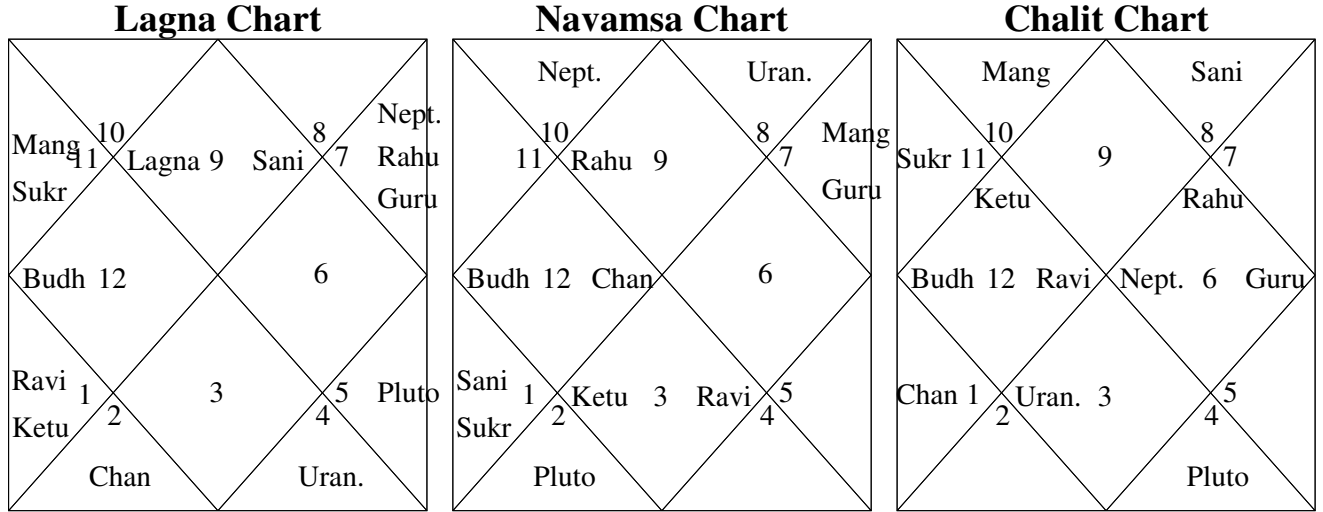 Lagna Chart
Mang
Sukr
11
10
Lagna 9 Sani
8
7
Nept.
Rahu
Guru
Budh 12
6
Ravi
Ketu
1
2
Chan
3
4
Uran.
5
Pluto
Navamsa Chart
Nept.
Uran.
10
11
Rahu 9
8
7
Mang
Guru
Budh 12 Chan
6
Sani
Sukr
1
2
Pluto
Ketu 3 Ravi
5
4
Chalit Chart
Mang
Sani
10
Sukr 11
Ketu
9
8
7
Rahu
Budh 12 Ravi
Nept. 6 Guru
Chan 1
2
Uran. 3
5
4
Pluto